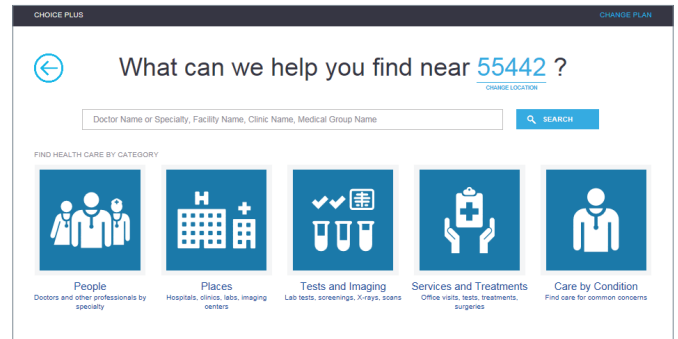 CHOICE PLUS
CHANGE PLAN
What can we help you find near 55442 ?
CHANGE LOCATION
Doctor Name or Specialty, Facility Name, Clinic Name, Medical Group Name
SEARCH
FIND HEALTH CARE BY CATEGORY
H
People
Doctors and other professionals by
specialty
Places
Hospitals, clinics, labs, imaging
centers
Tests and Imaging
Lab tests, screenings, X-rays, scans
Services and Treatments
Office visits, tests, treatments,
surgeries
Care by Condition
Find care for common concerns